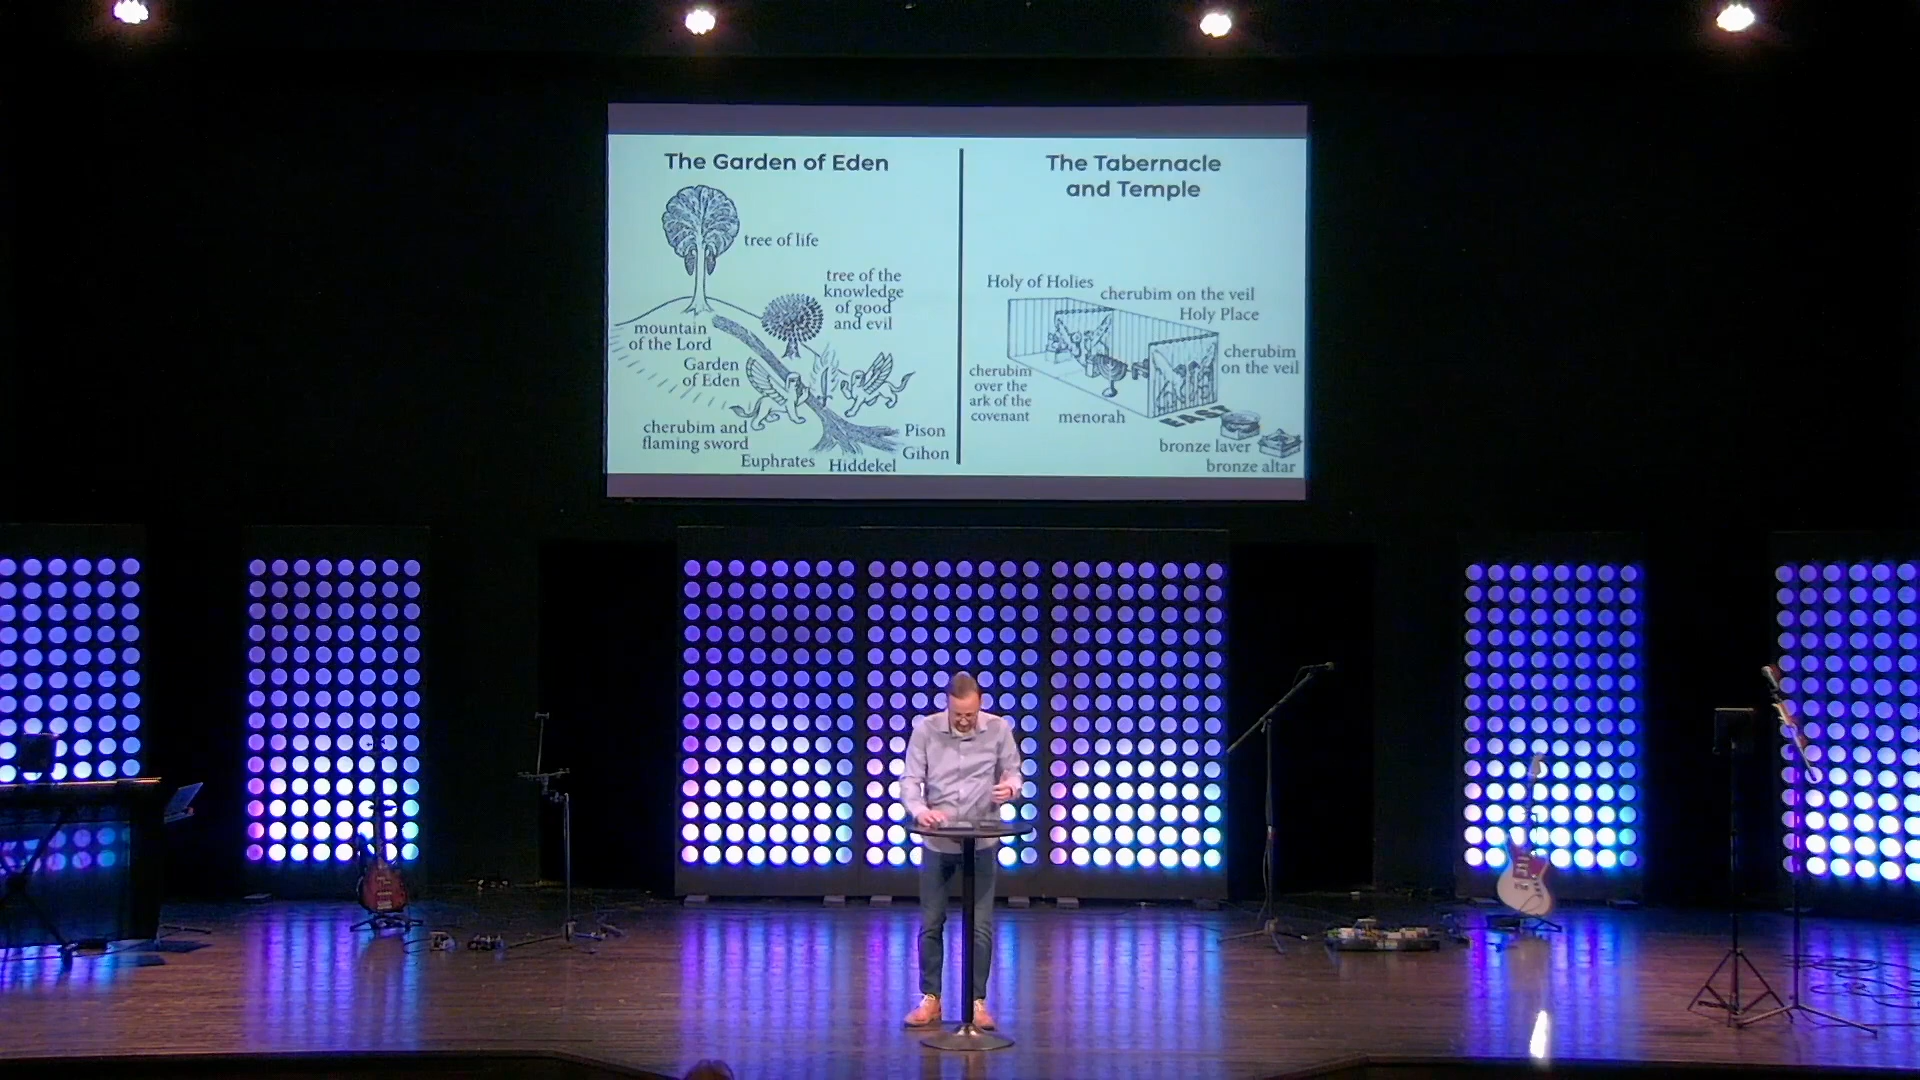 The Garden of Eden
tree of life
tree of the
knowledge
of good
and evil
mountain
of the Lord
Garden
of Eden
cherubim and
flaming sword
Pison
Gihon
Euphrates
Hiddekel
The Tabernacle
and Temple
Holy of Holies
cherubim on the veil
Holy Place
cherubim
on the veil
cherubim
over the
ark of the
covenant
menorah
EAST
bronze laver
bronze altar